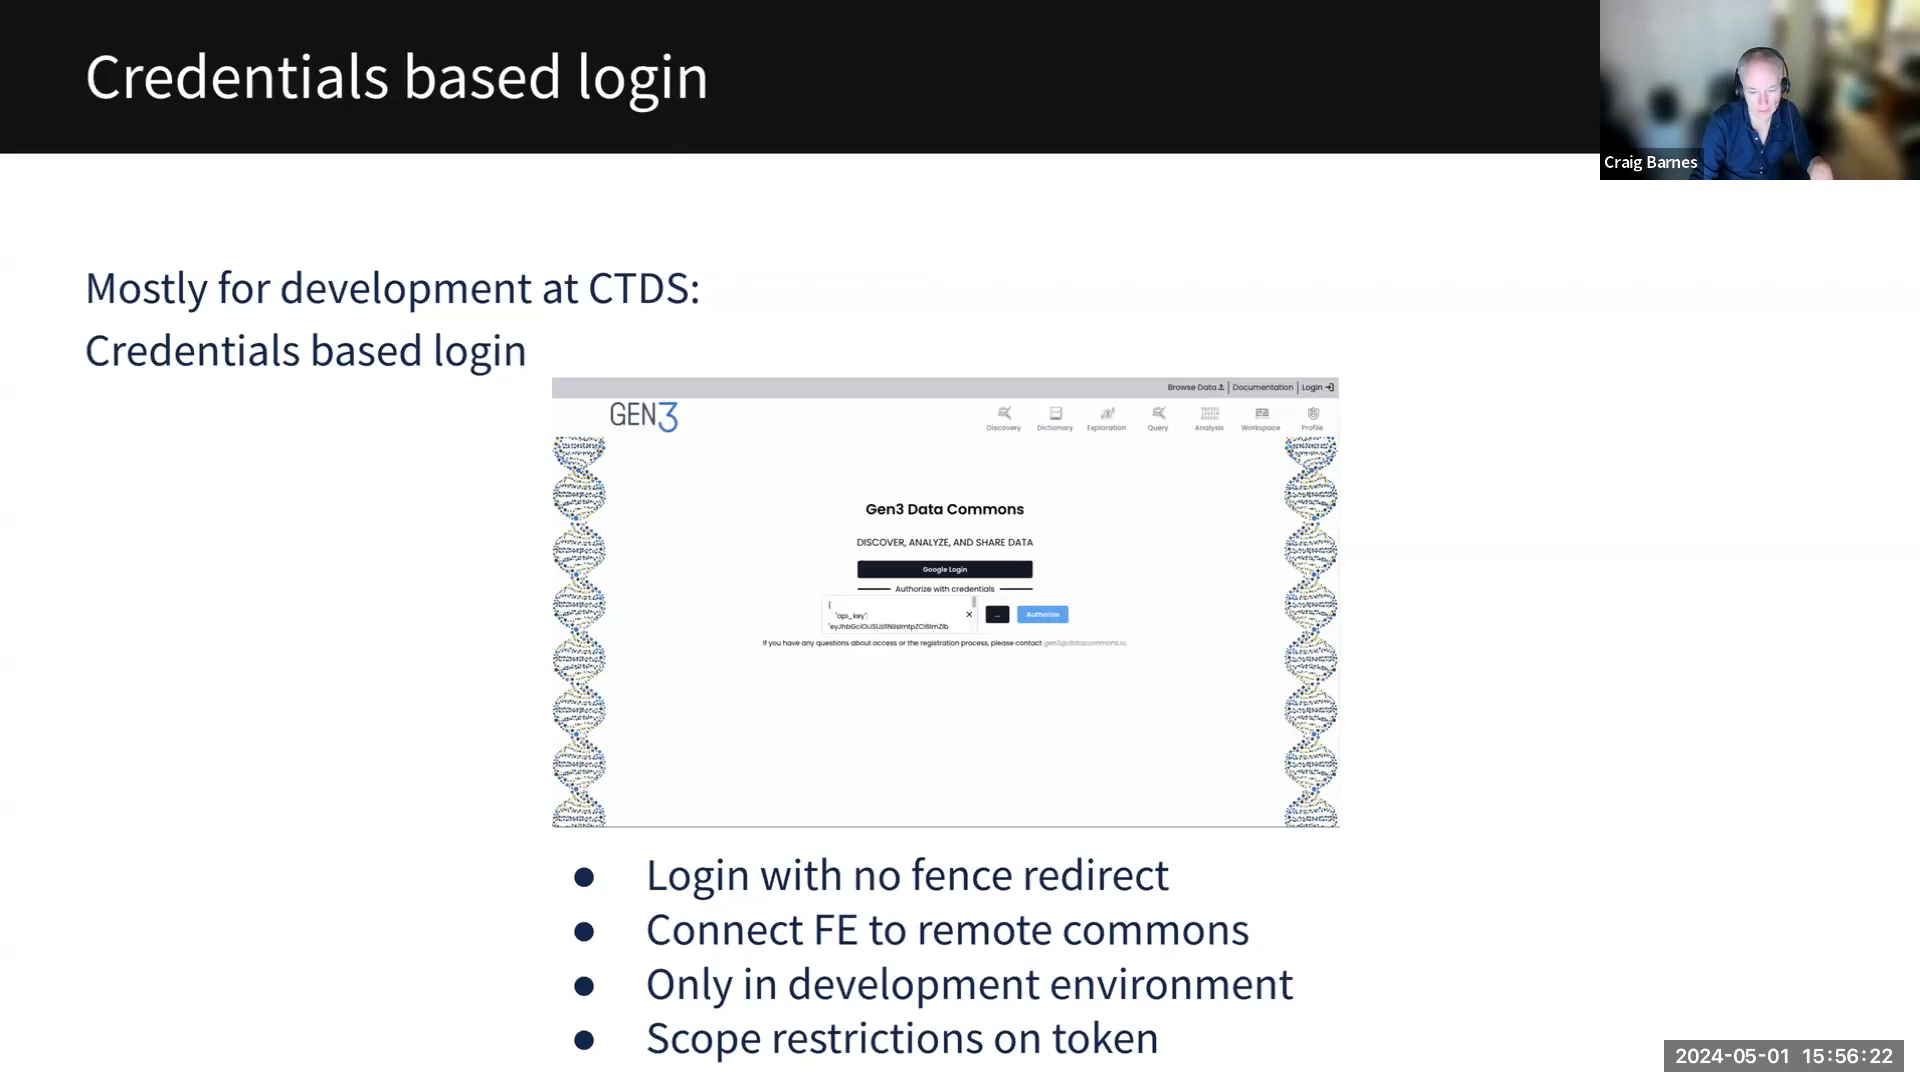 Credentials based login
Craig Barnes
Mostly for development at CTDS:
Credentials based login
Browse Data | Documentation | Login
GEN3
Discovery Dictionary Exploration Query Analysis Workspace Profile
Gen3 Data Commons
DISCOVER, ANALYZE, AND SHARE DATA
Google Login
Authorize with credentials
{
"api_key":
... Authorize
If you have any questions about access or the registration process, please contact gen3@datacommons.io.
● Login with no fence redirect
● Connect FE to remote commons
● Only in development environment
● Scope restrictions on token
2024-05-01 15:56:22